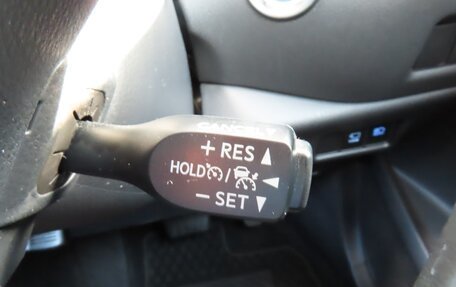 + RES ▲
HOLD / ◀
− SET ▼